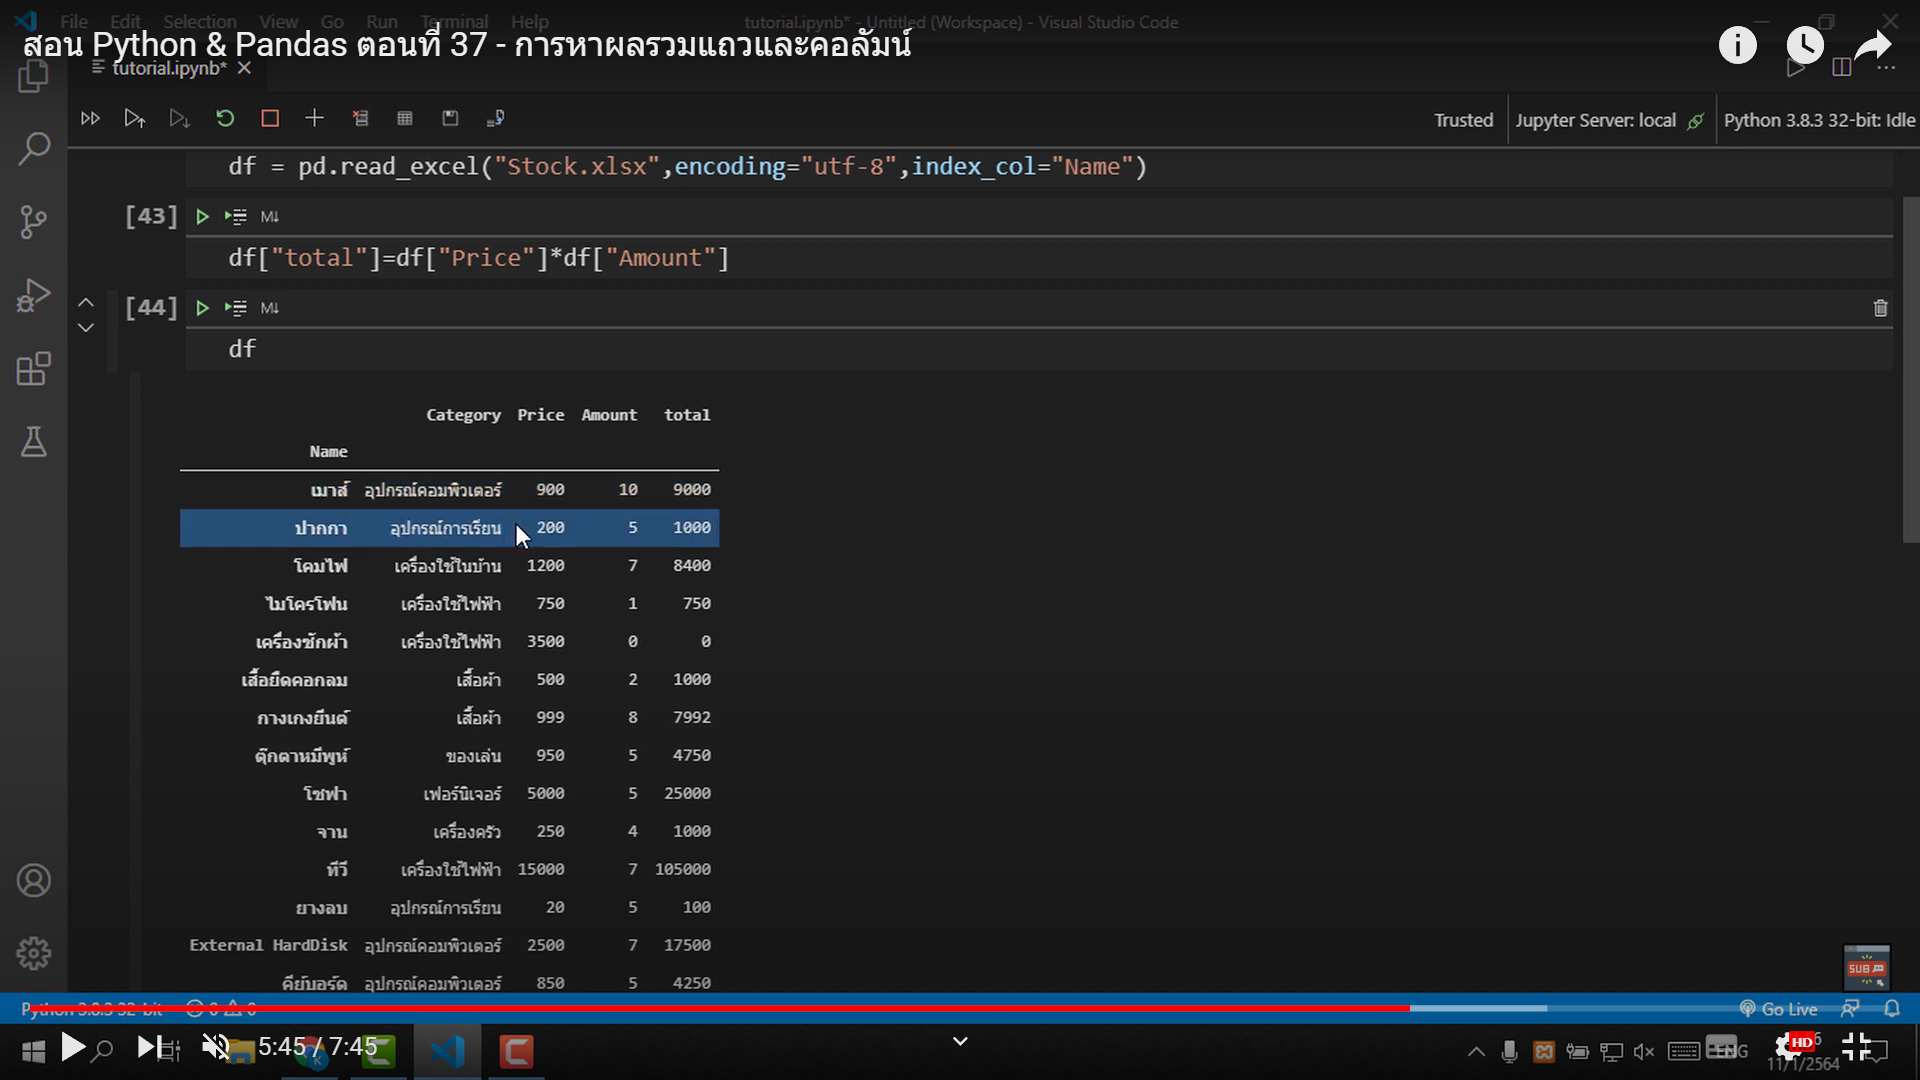 File Edit Selection View Go Run Terminal Help
tutorial.ipynb* - Untitled (Workspace) - Visual Studio Code
สอน Python & Pandas ตอนที่ 37 - การหาผลรวมแถวและคอลัมน์
tutorial.ipynb*
Trusted Jupyter Server: local Python 3.8.3 32-bit: Idle
df = pd.read_excel("Stock.xlsx",encoding="utf-8",index_col="Name")
[43] M↓
df["total"]=df["Price"]*df["Amount"]
[44] M↓
df
Category Price Amount total
Name
เมาส์ อุปกรณ์คอมพิวเตอร์ 900 10 9000
ปากกา อุปกรณ์การเรียน 200 5 1000
โคมไฟ เครื่องใช้ในบ้าน 1200 7 8400
ไมโครโฟน เครื่องใช้ไฟฟ้า 750 1 750
เครื่องซักผ้า เครื่องใช้ไฟฟ้า 3500 0 0
เสื้อยืดคอกลม เสื้อผ้า 500 2 1000
กางเกงยีนต์ เสื้อผ้า 999 8 7992
ตุ๊กตาหมีพูห์ ของเล่น 950 5 4750
โซฟา เฟอร์นิเจอร์ 5000 5 25000
จาน เครื่องครัว 250 4 1000
ทีวี เครื่องใช้ไฟฟ้า 15000 7 105000
ยางลบ อุปกรณ์การเรียน 20 5 100
External HardDisk อุปกรณ์คอมพิวเตอร์ 2500 7 17500
คีย์บอร์ด อุปกรณ์คอมพิวเตอร์ 850 5 4250
SUB
Python 3.8.3 32-bit 0 0 Go Live
5:45 / 7:45
ENG
HD
11/1/2564